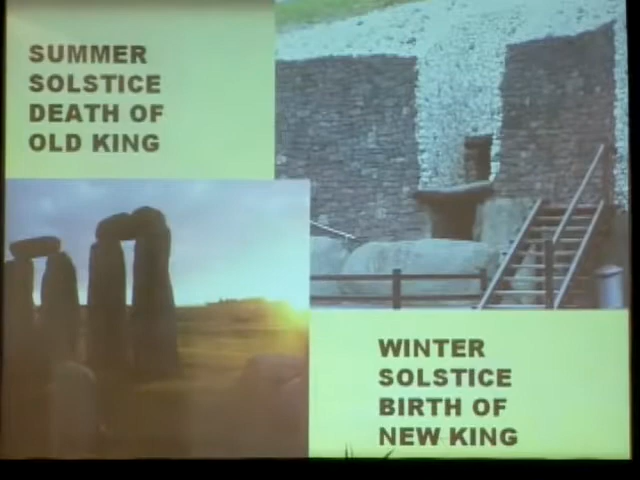 SUMMER
SOLSTICE
DEATH OF
OLD KING
WINTER
SOLSTICE
BIRTH OF
NEW KING